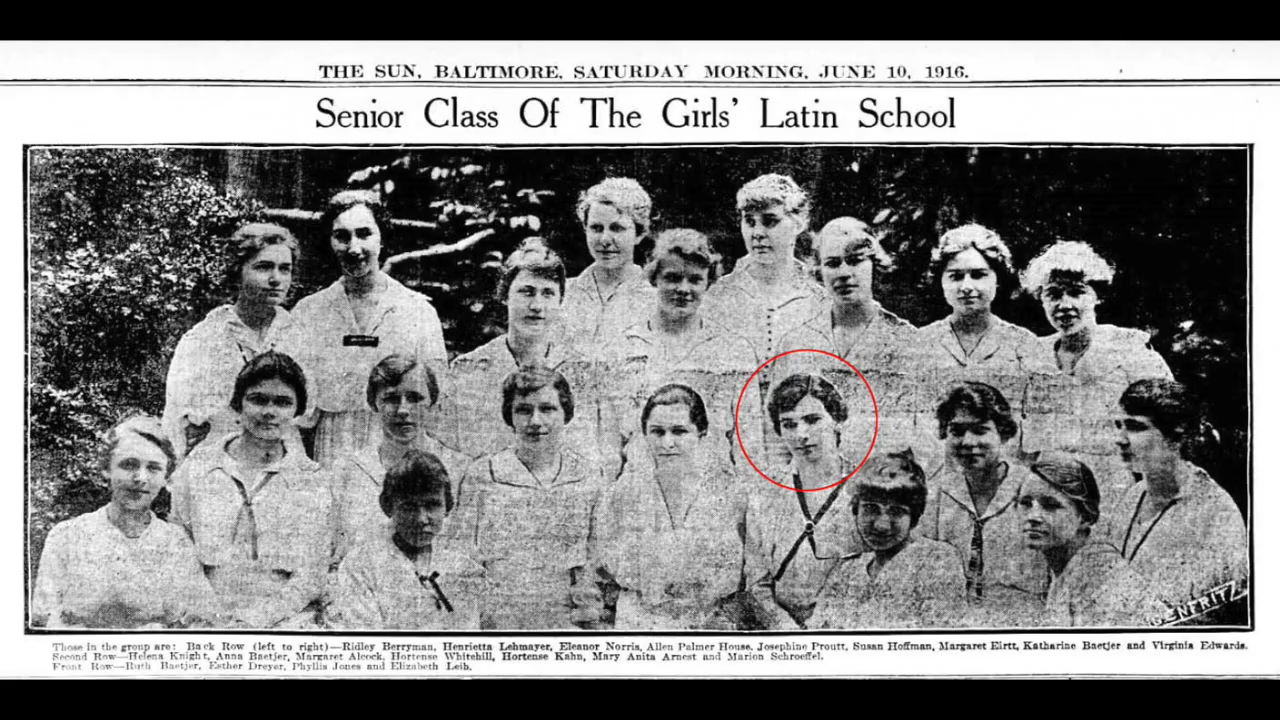 THE SUN, BALTIMORE, SATURDAY MORNING, JUNE 10, 1916.
Senior Class Of The Girls' Latin School
Those in the group are: Back Row (left to right)—Ridley Berryman, Henrietta Lehmayer, Eleanor Norris, Allen Palmer House, Josephine Proutt, Susan Hoffman, Margaret Eirtt, Katharine Baetjer and Virginia Edwards.
Second Row—Helena Knight, Anna Baetjer, Margaret Alcock, Hortense Whitehill, Hortense Kahn, Mary Anita Arnest and Marion Schroeffel.
Front Row—Ruth Baetjer, Esther Dreyer, Phyllis Jones and Elizabeth Leib.